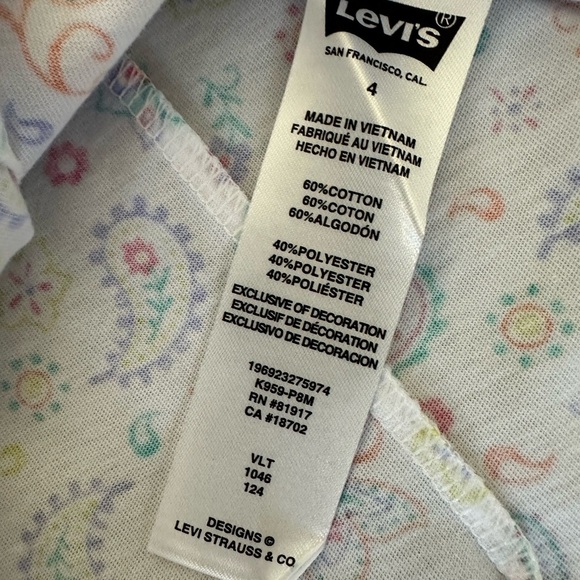 Levi's®
SAN FRANCISCO, CAL.
4
MADE IN VIETNAM
FABRIQUÉ AU VIETNAM
HECHO EN VIETNAM
60%COTTON
60%COTON
60%ALGODÓN
40%POLYESTER
40%POLYESTER
40%POLIÉSTER
EXCLUSIVE OF DECORATION
EXCLUSIF DE DÉCORATION
EXCLUSIVO DE DECORACION
196923275974
K959-P8M
RN #81917
CA #18702
VLT
1046
124
DESIGNS ©
LEVI STRAUSS & CO